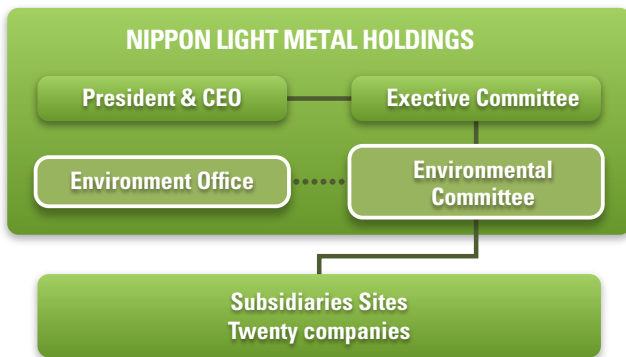 NIPPON LIGHT METAL HOLDINGS
President & CEO
Exective Committee
Environment Office
Environmental
Committee
Subsidiaries Sites
Twenty companies